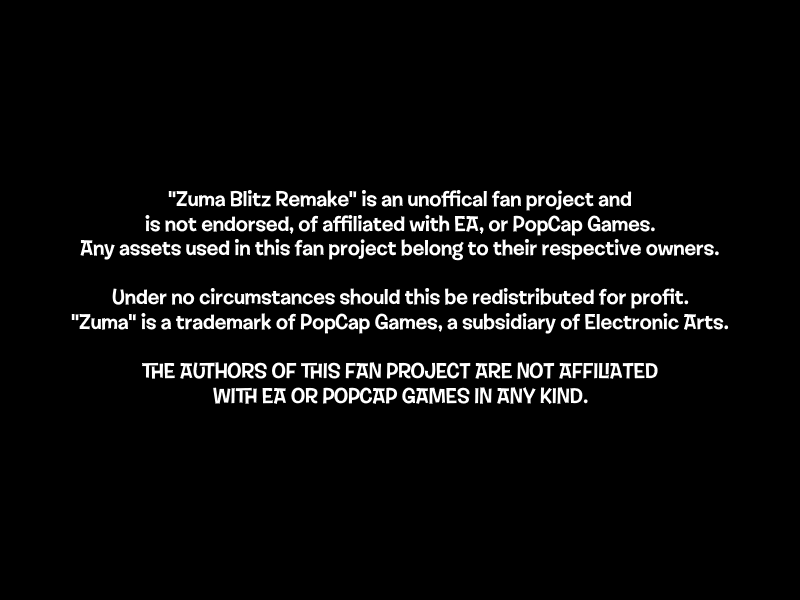 "Zuma Blitz Remake" is an unoffical fan project and
is not endorsed, of affiliated with EA, or PopCap Games.
Any assets used in this fan project belong to their respective owners.
Under no circumstances should this be redistributed for profit.
"Zuma" is a trademark of PopCap Games, a subsidiary of Electronic Arts.
THE AUTHORS OF THIS FAN PROJECT ARE NOT AFFILIATED
WITH EA OR POPCAP GAMES IN ANY KIND.